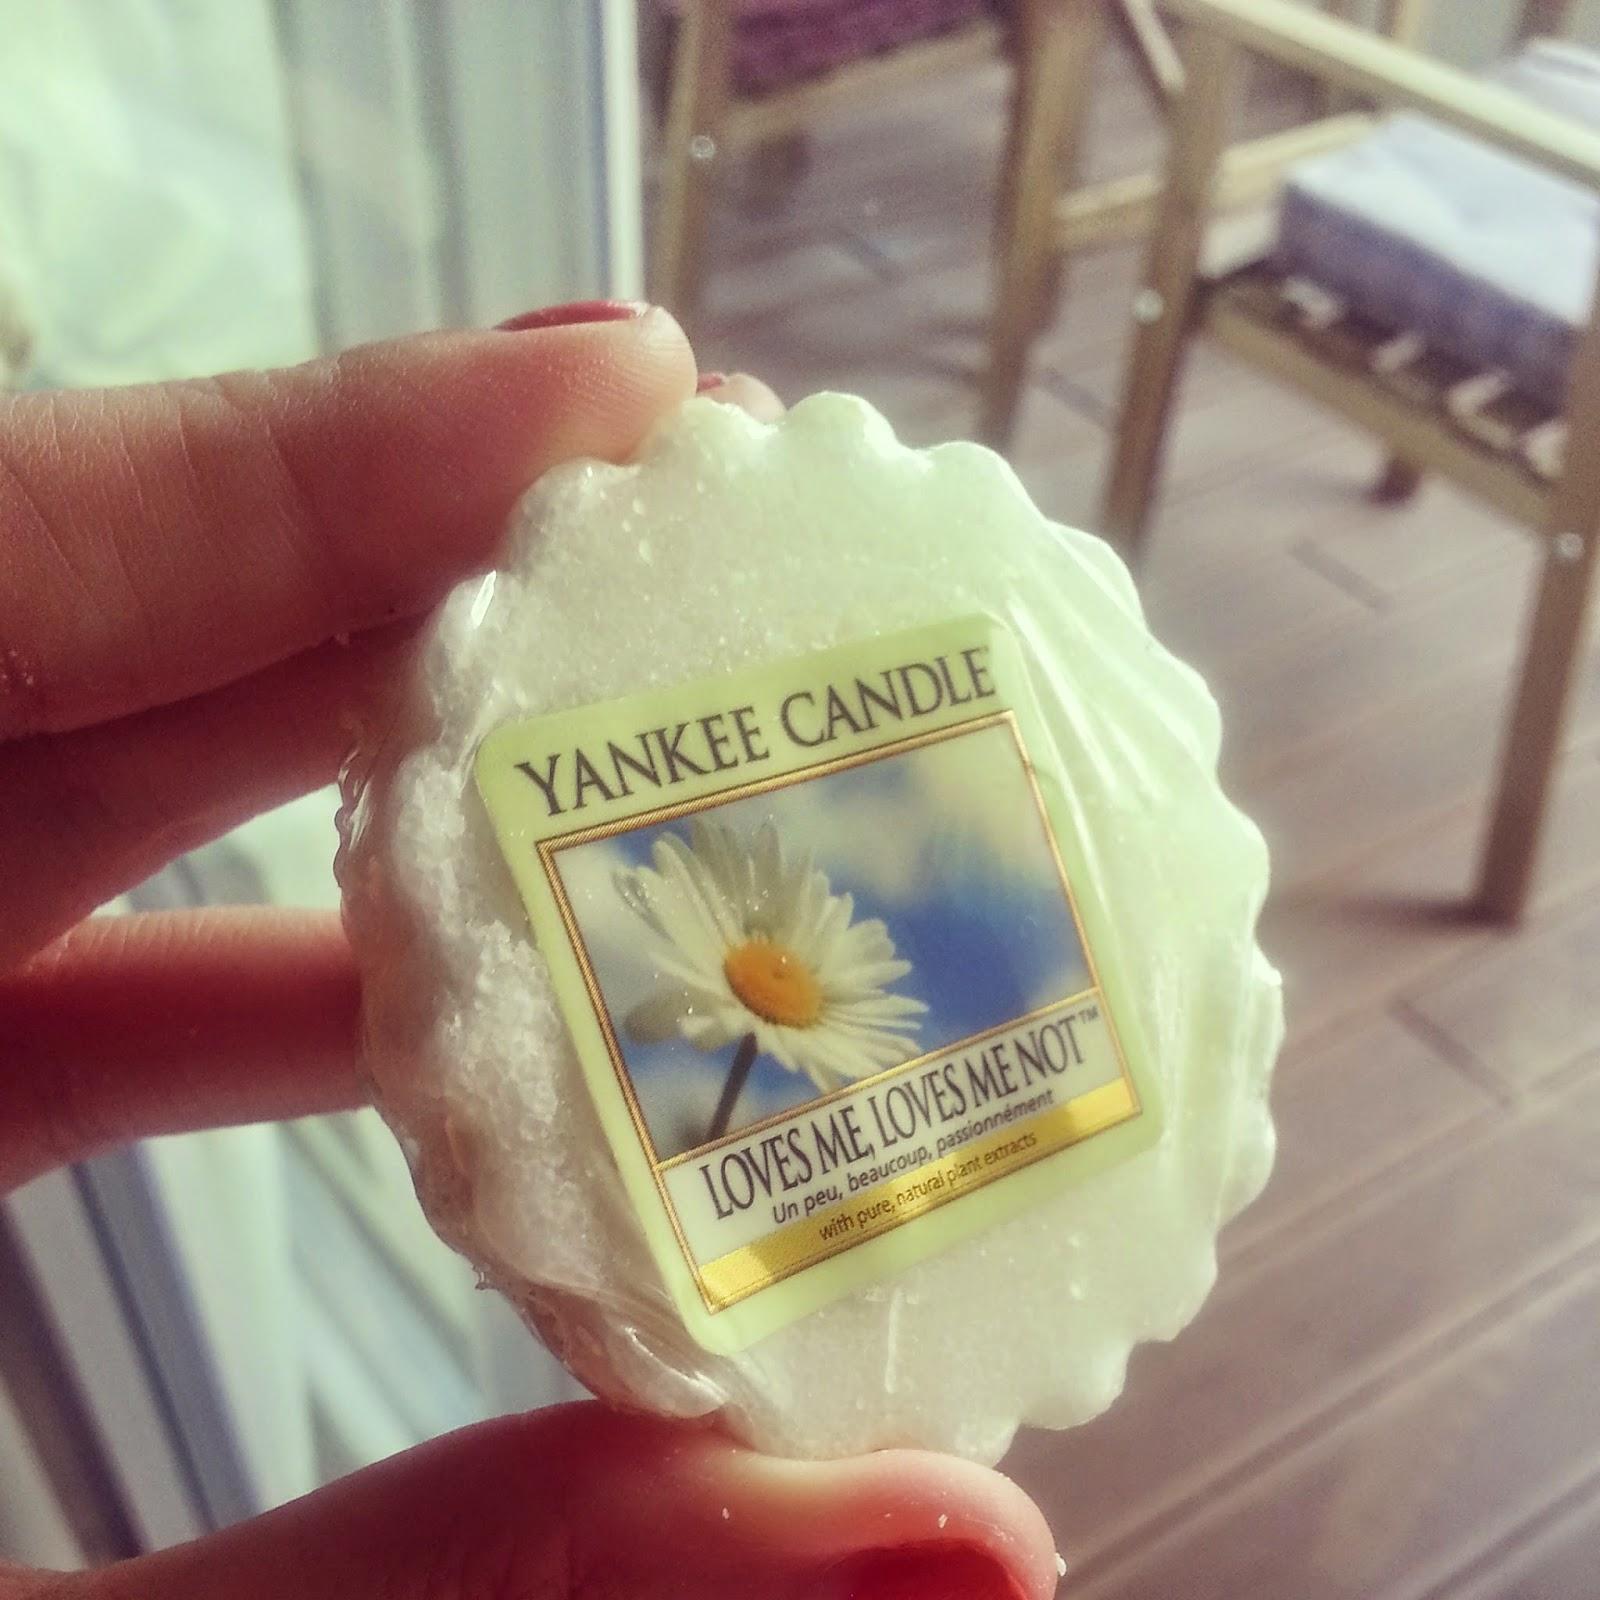 YANKEE CANDLE
LOVES ME, LOVES ME NOT™
Un peu, beaucoup, passionnément
with pure, natural plant extracts